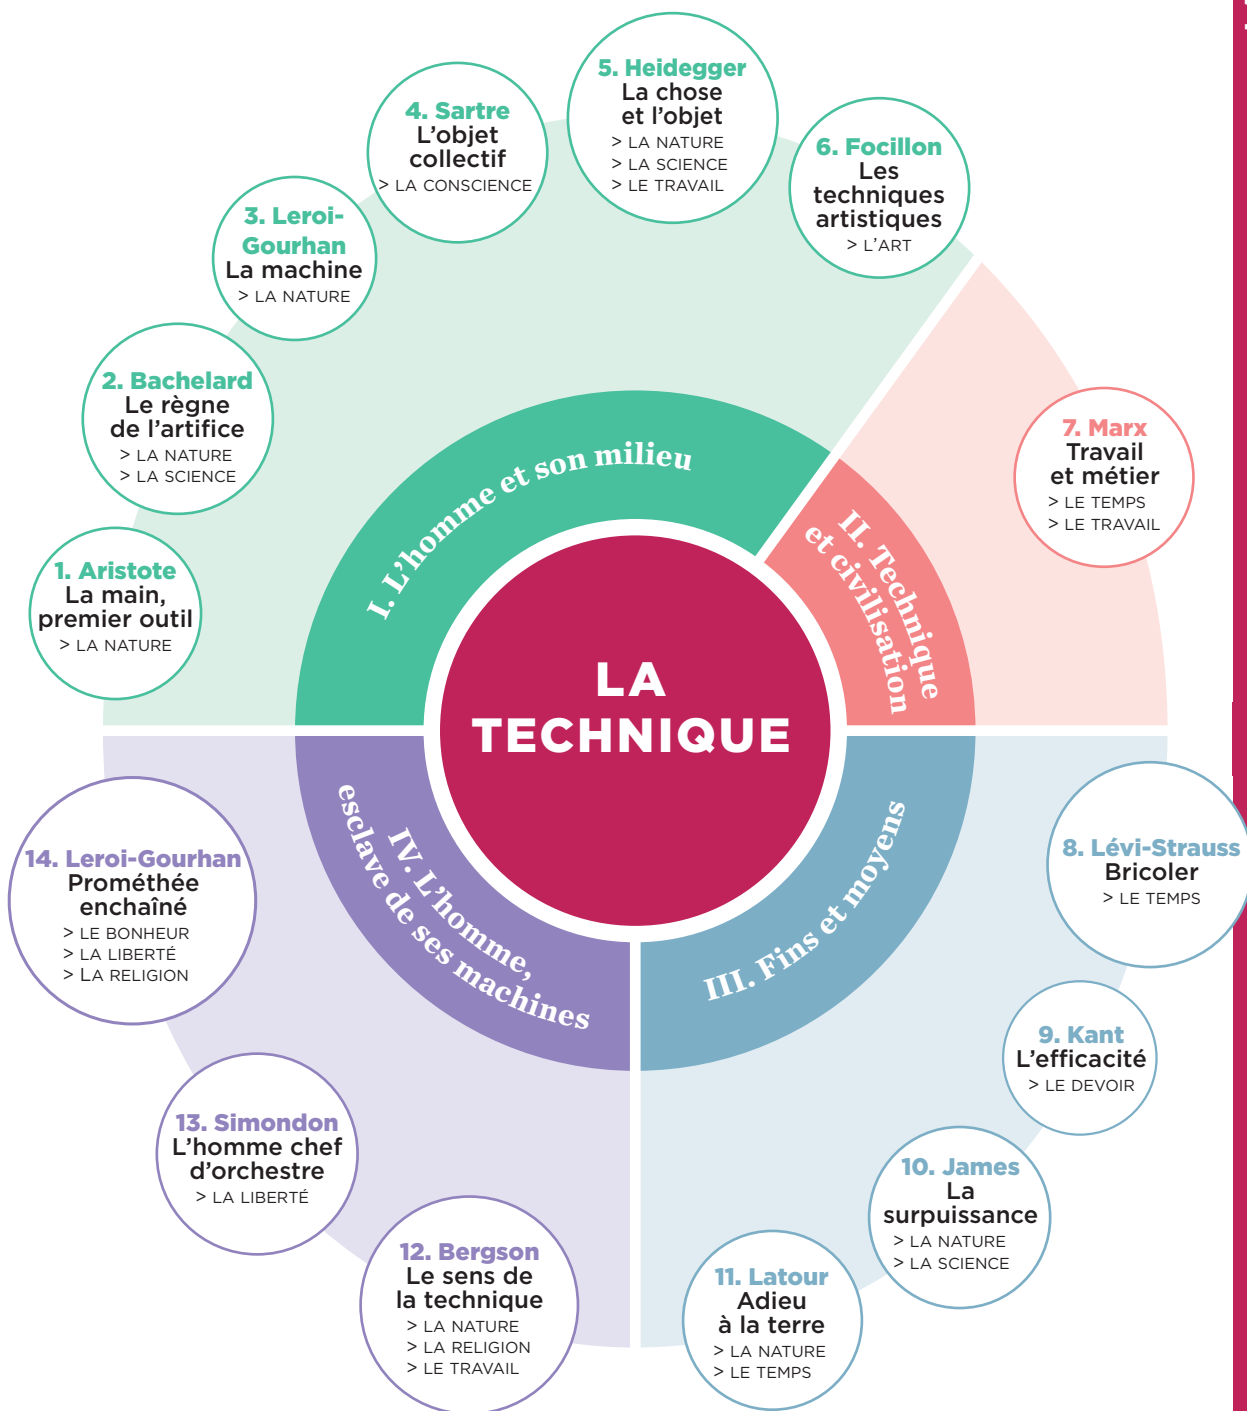 LA
TECHNIQUE
I. L'homme et son milieu
1. Aristote
La main,
premier outil
> LA NATURE
2. Bachelard
Le règne
de l'artifice
> LA NATURE
> LA SCIENCE
3. Leroi-
Gourhan
La machine
> LA NATURE
4. Sartre
L'objet
collectif
> LA CONSCIENCE
5. Heidegger
La chose
et l'objet
> LA NATURE
> LA SCIENCE
> LE TRAVAIL
6. Focillon
Les
techniques
artistiques
> L'ART
II. Technique
et civilisation
7. Marx
Travail
et métier
> LE TEMPS
> LE TRAVAIL
III. Fins et moyens
8. Lévi-Strauss
Bricoler
> LE TEMPS
9. Kant
L'efficacité
> LE DEVOIR
10. James
La
surpuissance
> LA NATURE
> LA SCIENCE
11. Latour
Adieu
à la terre
> LA NATURE
> LE TEMPS
IV. L'homme,
esclave de ses machines
12. Bergson
Le sens de
la technique
> LA NATURE
> LA RELIGION
> LE TRAVAIL
13. Simondon
L'homme chef
d'orchestre
> LA LIBERTÉ
14. Leroi-Gourhan
Prométhée
enchaîné
> LE BONHEUR
> LA LIBERTÉ
> LA RELIGION